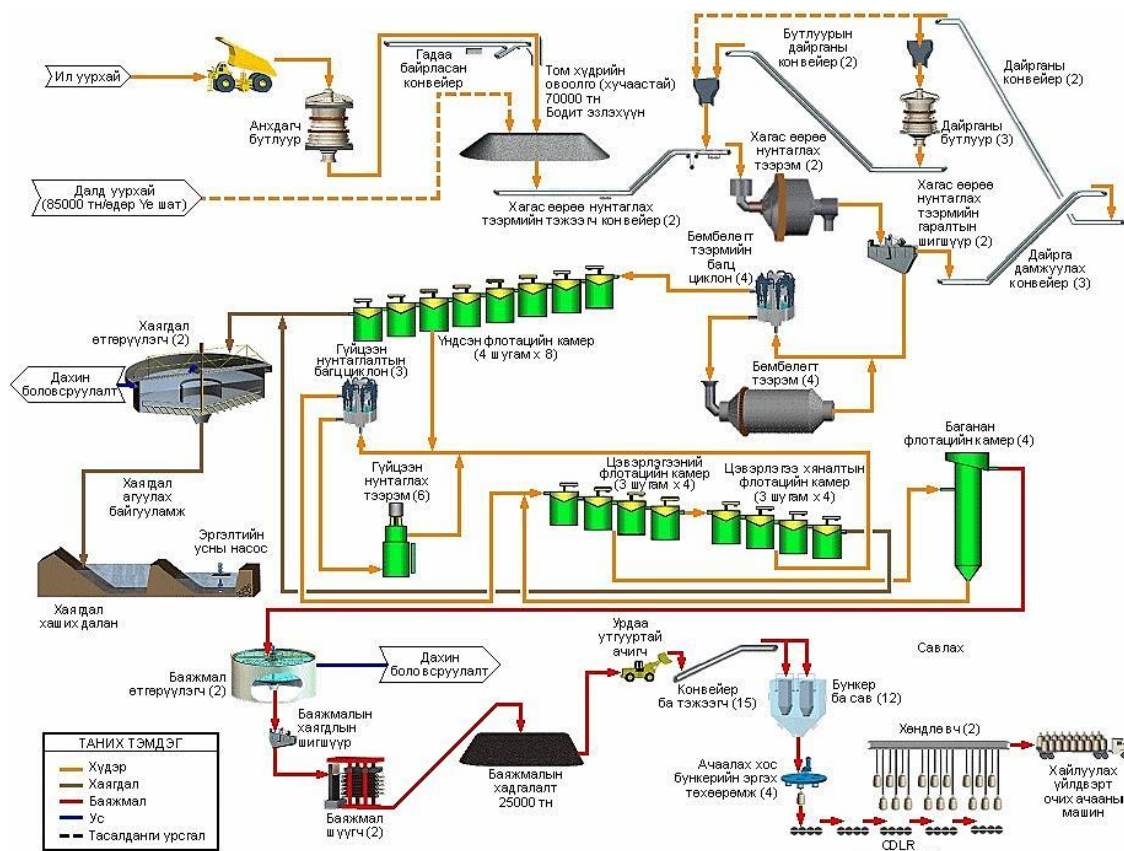 Ил уурхай
Анхдагч
бутлуур
Гадаа
байрласан
конвейер
Том хүдрийн
овоолго (хучаастай)
70000 тн
Бодит эзлэхүүн
Бутлуурын
дайрганы
конвейер (2)
Дайрганы
конвейер (2)
Дайрганы
бутлуур (3)
Далд уурхай
(85000 тн/өдөр Үе шат)
Хагас өөрөө нунтаглах
тээрмийн тэжээгч конвейер (2)
Хагас өөрөө
нунтаглах
тээрэм (2)
Хагас өөрөө
нунтаглах
тээрмийн
гаралтын
шигшүүр (2)
Дайрга
дамжуулах
конвейер (3)
Бөмбөлөгт
тээрмийн
багц
циклон (4)
Үндсэн флотацийн камер
(4 шугам x 8)
Хаягдал
өтгөрүүлэгч (2)
Дахин
боловсруулалт
Гүйцээн
нунтаглалтын
багц циклон (3)
Бөмбөлөгт
тээрэм (4)
Баганан
флотацийн камер (4)
Гүйцээн
нунтаглах
тээрэм (6)
Цэвэрлэгээний
флотацийн камер
(3 шугам x 4)
Цэвэрлэгээ хяналтын
флотацийн камер
(3 шугам x 4)
Хаягдал
агуулах
байгууламж
Эргэлтийн
усны насос
Хаягдал
хаших далан
Баяжмал
өтгөрүүлэгч (2)
Дахин
боловсруулалт
Урдаа
утгууртай
ачигч
Конвейер
ба тэжээгч (15)
Бункер
ба сав (12)
Савлах
Баяжмалын
хаягдлын
шигшүүр
Баяжмал
шүүгч (2)
Баяжмалын
хадгалалт
25000 тн
Ачаалах хос
бункерийн эргэх
төхөөрөмж (4)
Хөндлөвч (2)
Хайлуулах
үйлдвэрт
очих ачааны
машин
CDLR
ТАНИХ ТЭМДЭГ
Хүдэр
Хаягдал
Баяжмал
Ус
Тасалданги урсгал